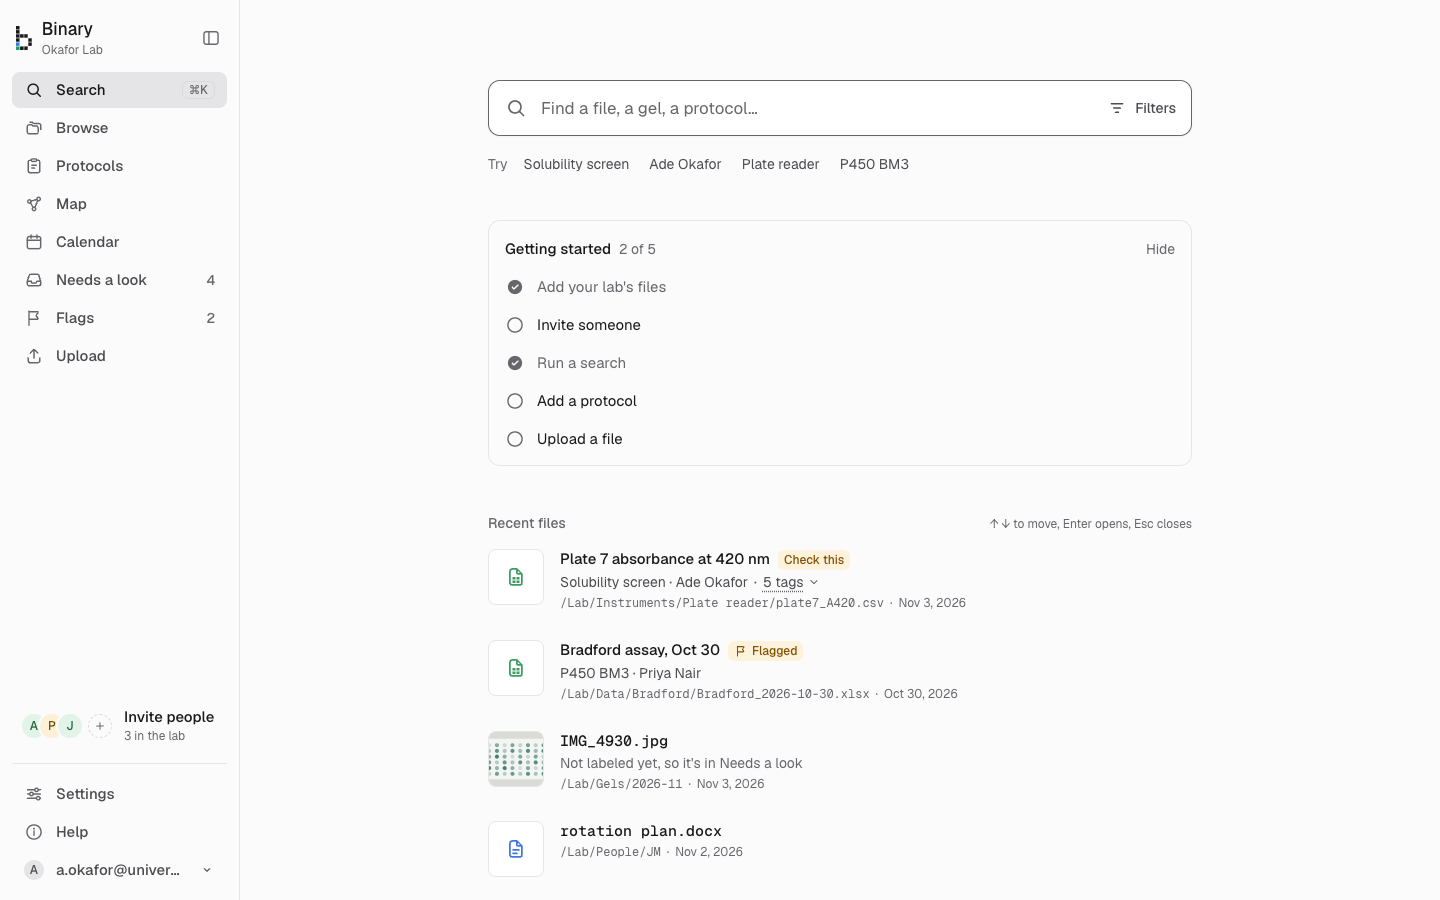 Binary
Okafor Lab
Search ⌘K
Browse
Protocols
Map
Calendar
Needs a look 4
Flags 2
Upload
A P J +
Invite people
3 in the lab
Settings
Help
A a.okafor@univer...
Find a file, a gel, a protocol... Filters
Try Solubility screen Ade Okafor Plate reader P450 BM3
Getting started 2 of 5 Hide
Add your lab's files
Invite someone
Run a search
Add a protocol
Upload a file
Recent files ↑↓ to move, Enter opens, Esc closes
Plate 7 absorbance at 420 nm Check this
Solubility screen · Ade Okafor · 5 tags
/Lab/Instruments/Plate reader/plate7_A420.csv · Nov 3, 2026
Bradford assay, Oct 30 Flagged
P450 BM3 · Priya Nair
/Lab/Data/Bradford/Bradford_2026-10-30.xlsx · Oct 30, 2026
IMG_4930.jpg
Not labeled yet, so it's in Needs a look
/Lab/Gels/2026-11 · Nov 3, 2026
rotation plan.docx
/Lab/People/JM · Nov 2, 2026